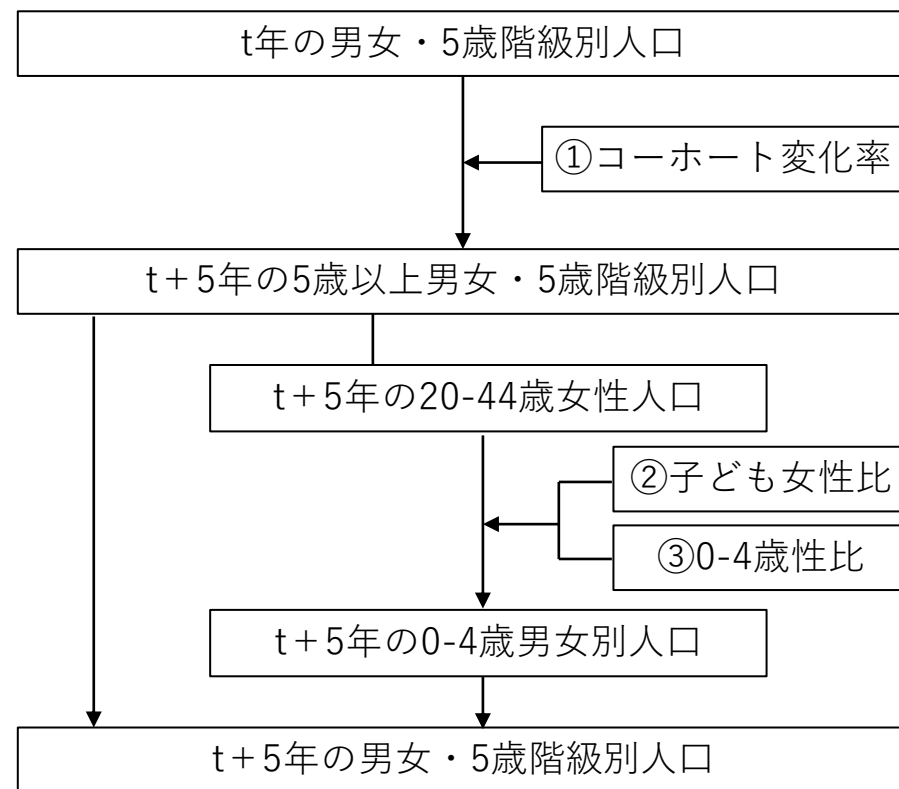 t年の男女・5歳階級別人口
①コーホート変化率
t＋5年の5歳以上男女・5歳階級別人口
t＋5年の20-44歳女性人口
②子ども女性比
③0-4歳性比
t＋5年の0-4歳男女別人口
t＋5年の男女・5歳階級別人口